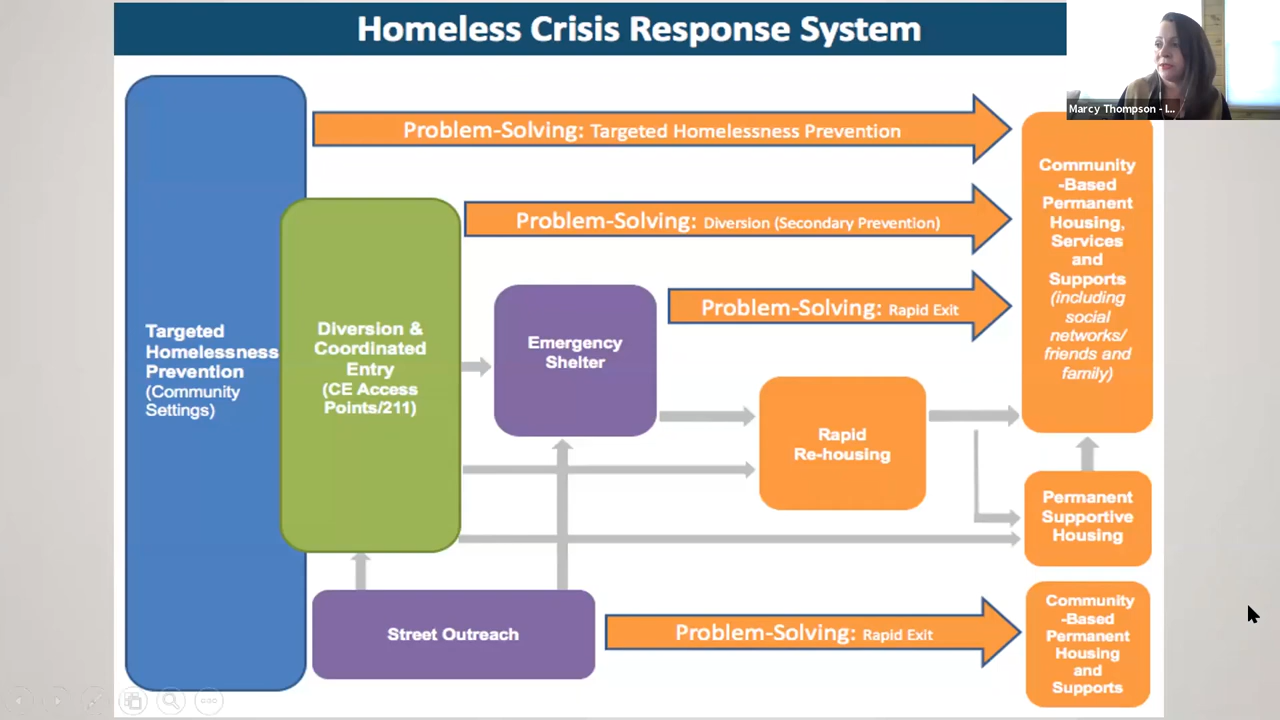 Homeless Crisis Response System
Marcy Thompson - I...
Problem-Solving: Targeted Homelessness Prevention
Problem-Solving: Diversion (Secondary Prevention)
Problem-Solving: Rapid Exit
Community
-Based
Permanent
Housing,
Services
and
Supports
(including
social
networks/
friends and
family)
Targeted
Homelessness
Prevention
(Community
Settings)
Diversion &
Coordinated
Entry
(CE Access
Points/211)
Emergency
Shelter
Rapid
Re-housing
Permanent
Supportive
Housing
Street Outreach
Problem-Solving: Rapid Exit
Community
-Based
Permanent
Housing
and
Supports